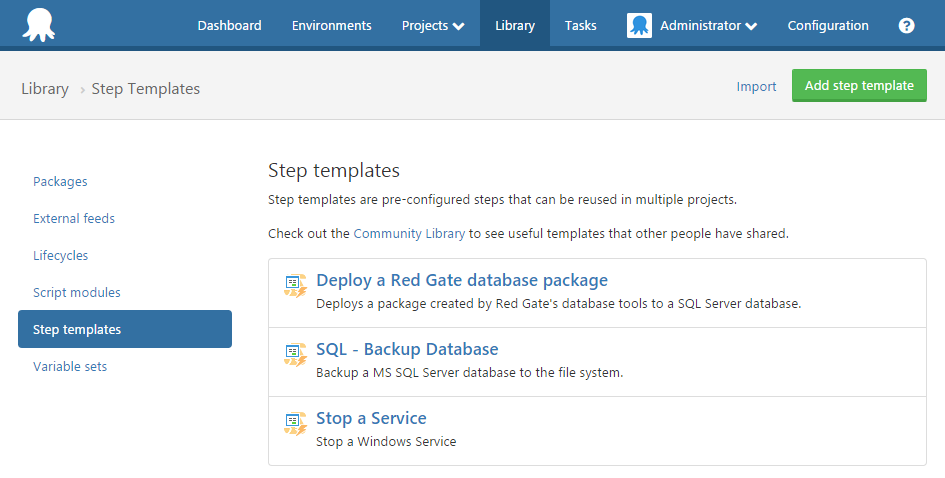 Dashboard Environments Projects Library Tasks Administrator Configuration ?
Library › Step Templates Import Add step template
Packages
External feeds
Lifecycles
Script modules
Step templates
Variable sets
Step templates
Step templates are pre-configured steps that can be reused in multiple projects.
Check out the Community Library to see useful templates that other people have shared.
Deploy a Red Gate database package
Deploys a package created by Red Gate's database tools to a SQL Server database.
SQL - Backup Database
Backup a MS SQL Server database to the file system.
Stop a Service
Stop a Windows Service